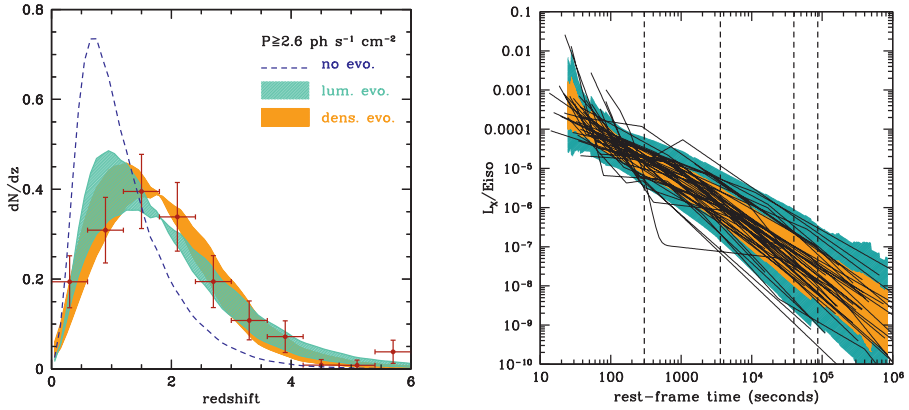 0.8
0.6
0.4
0.2
0
dN/dz
P≧2.6 ph s⁻¹ cm⁻²
no evo.
lum. evo.
dens. evo.
0 2 4 6
redshift
0.1
0.01
0.001
0.0001
10⁻⁵
10⁻⁶
10⁻⁷
10⁻⁸
10⁻⁹
10⁻¹⁰
Lx/Eiso
10 100 1000 10⁴ 10⁵ 10⁶
rest-frame time (seconds)